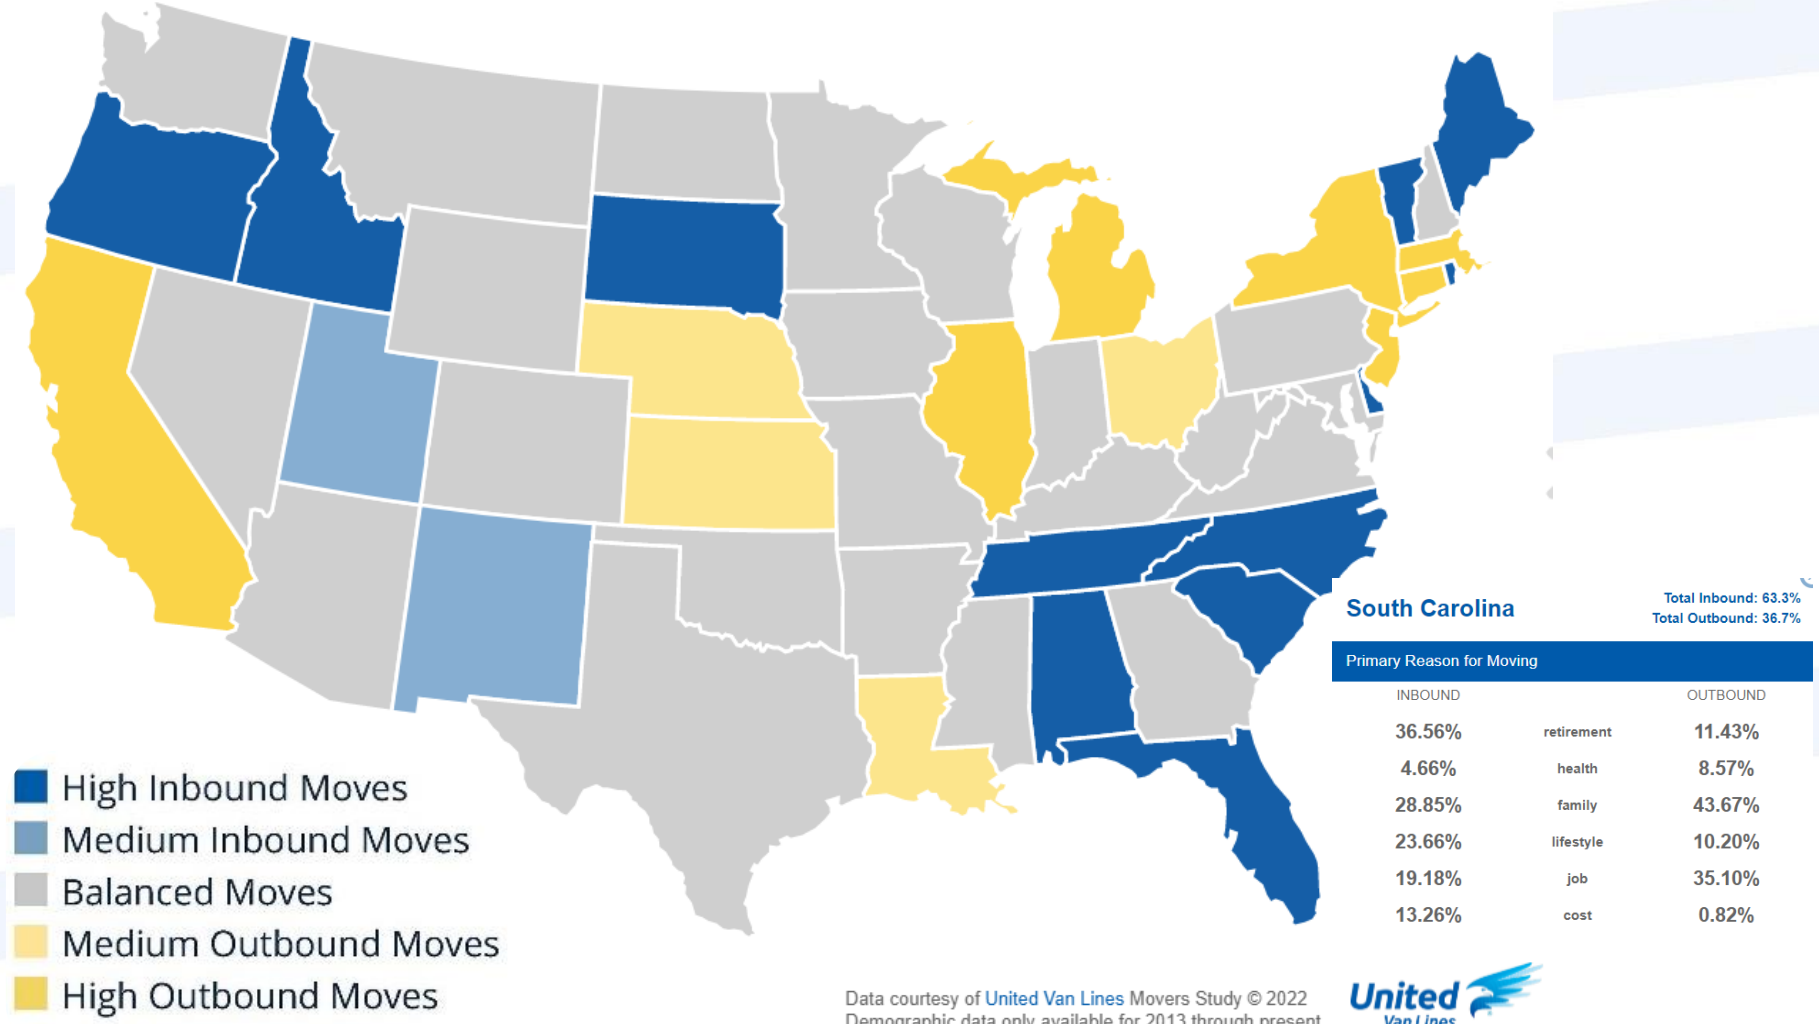 South Carolina
Total Inbound: 63.3%
Total Outbound: 36.7%
Primary Reason for Moving
INBOUND OUTBOUND
36.56% retirement 11.43%
4.66% health 8.57%
28.85% family 43.67%
23.66% lifestyle 10.20%
19.18% job 35.10%
13.26% cost 0.82%
High Inbound Moves
Medium Inbound Moves
Balanced Moves
Medium Outbound Moves
High Outbound Moves
Data courtesy of United Van Lines Movers Study © 2022
Demographic data only available for 2013 through present
United
Van Lines